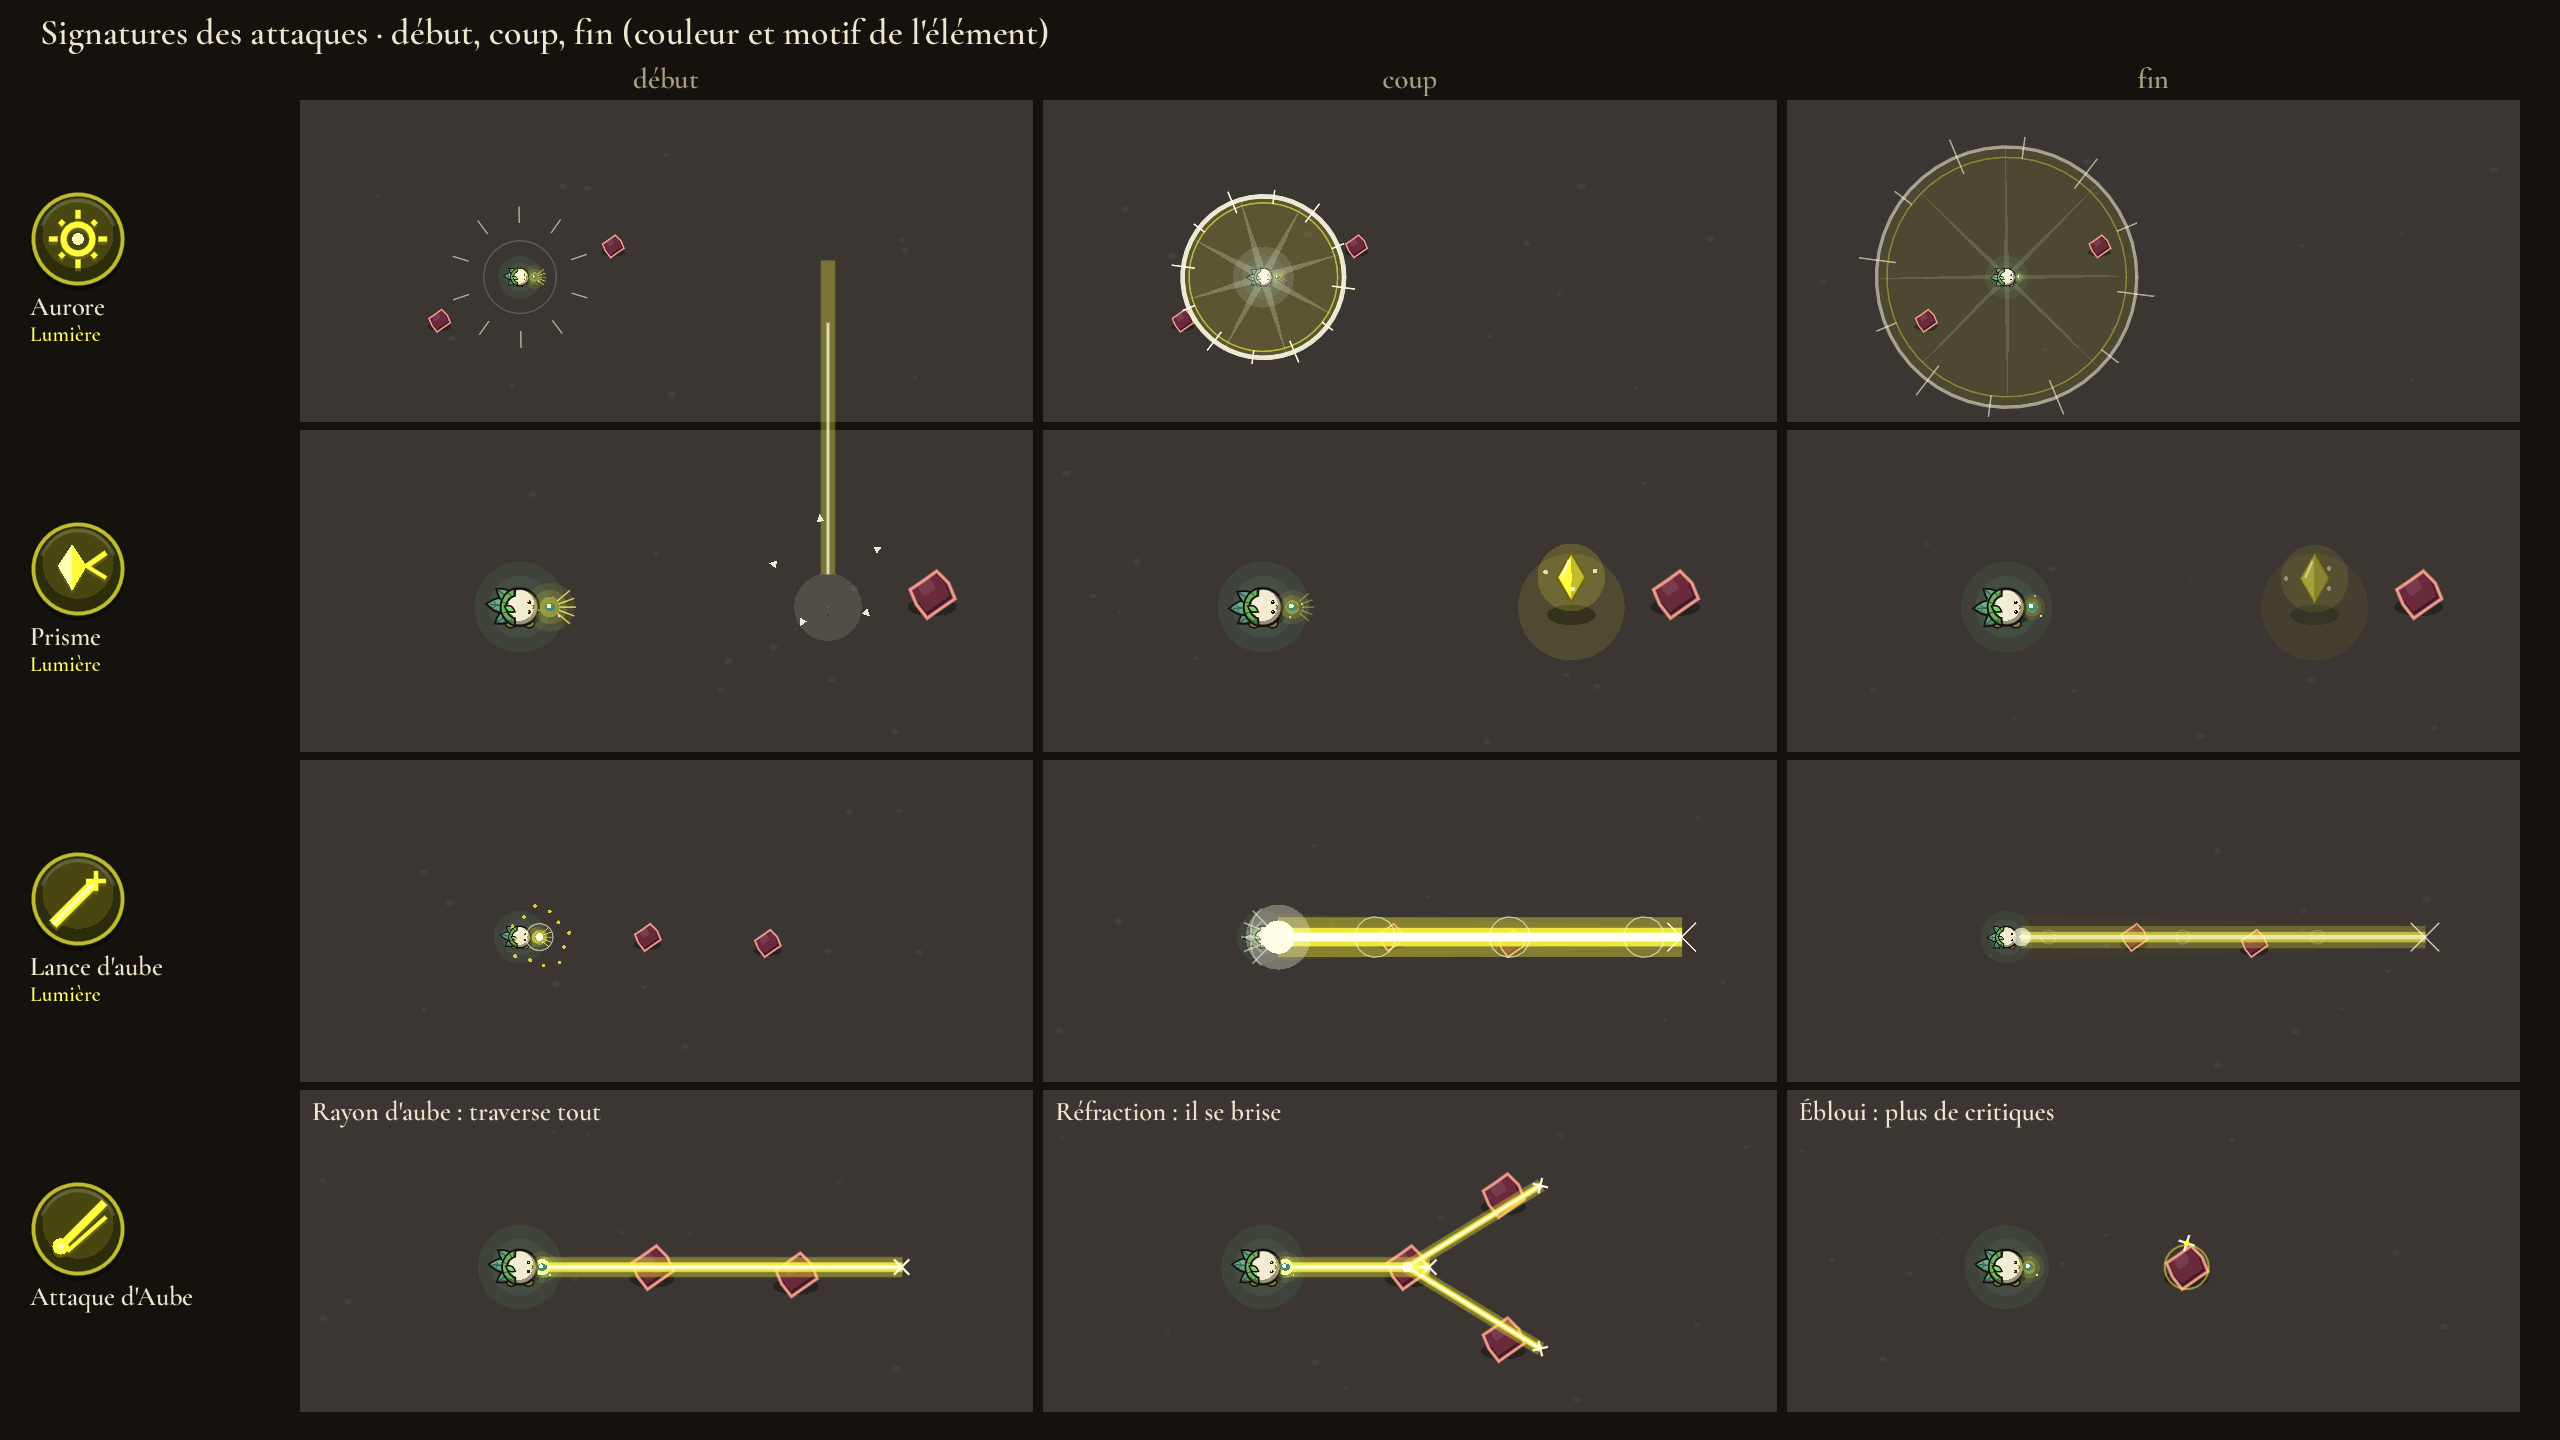 Signatures des attaques · début, coup, fin (couleur et motif de l'élément)
début
coup
fin
Aurore
Lumière
Prisme
Lumière
Lance d'aube
Lumière
Rayon d'aube : traverse tout
Réfraction : il se brise
Ébloui : plus de critiques
Attaque d'Aube